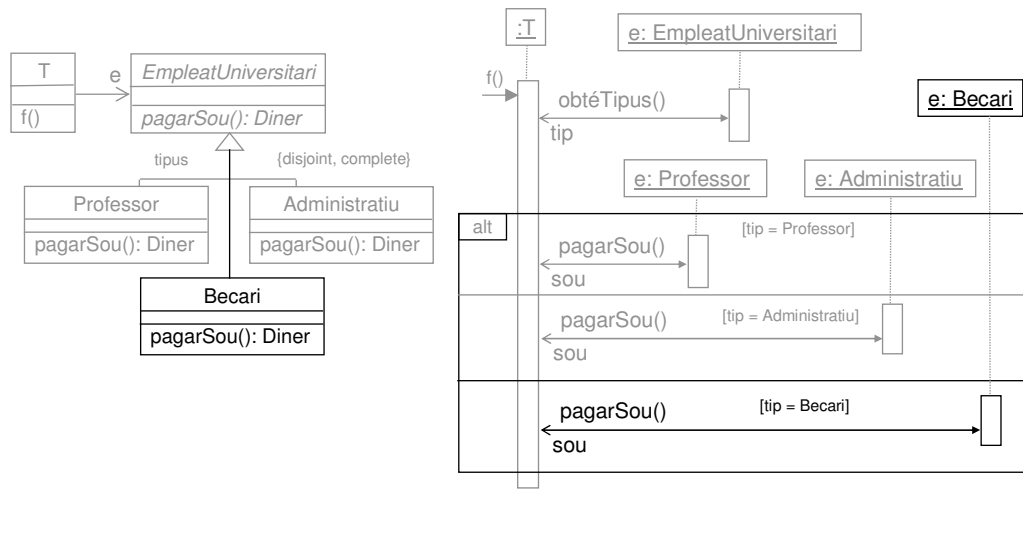 T
f()
e
EmpleatUniversitari
pagarSou(): Diner
tipus
{disjoint, complete}
Professor
pagarSou(): Diner
Administratiu
pagarSou(): Diner
Becari
pagarSou(): Diner
:T
e: EmpleatUniversitari
f()
obtéTipus()
tip
e: Becari
e: Professor
e: Administratiu
alt
[tip = Professor]
pagarSou()
sou
pagarSou()
[tip = Administratiu]
sou
pagarSou()
[tip = Becari]
sou